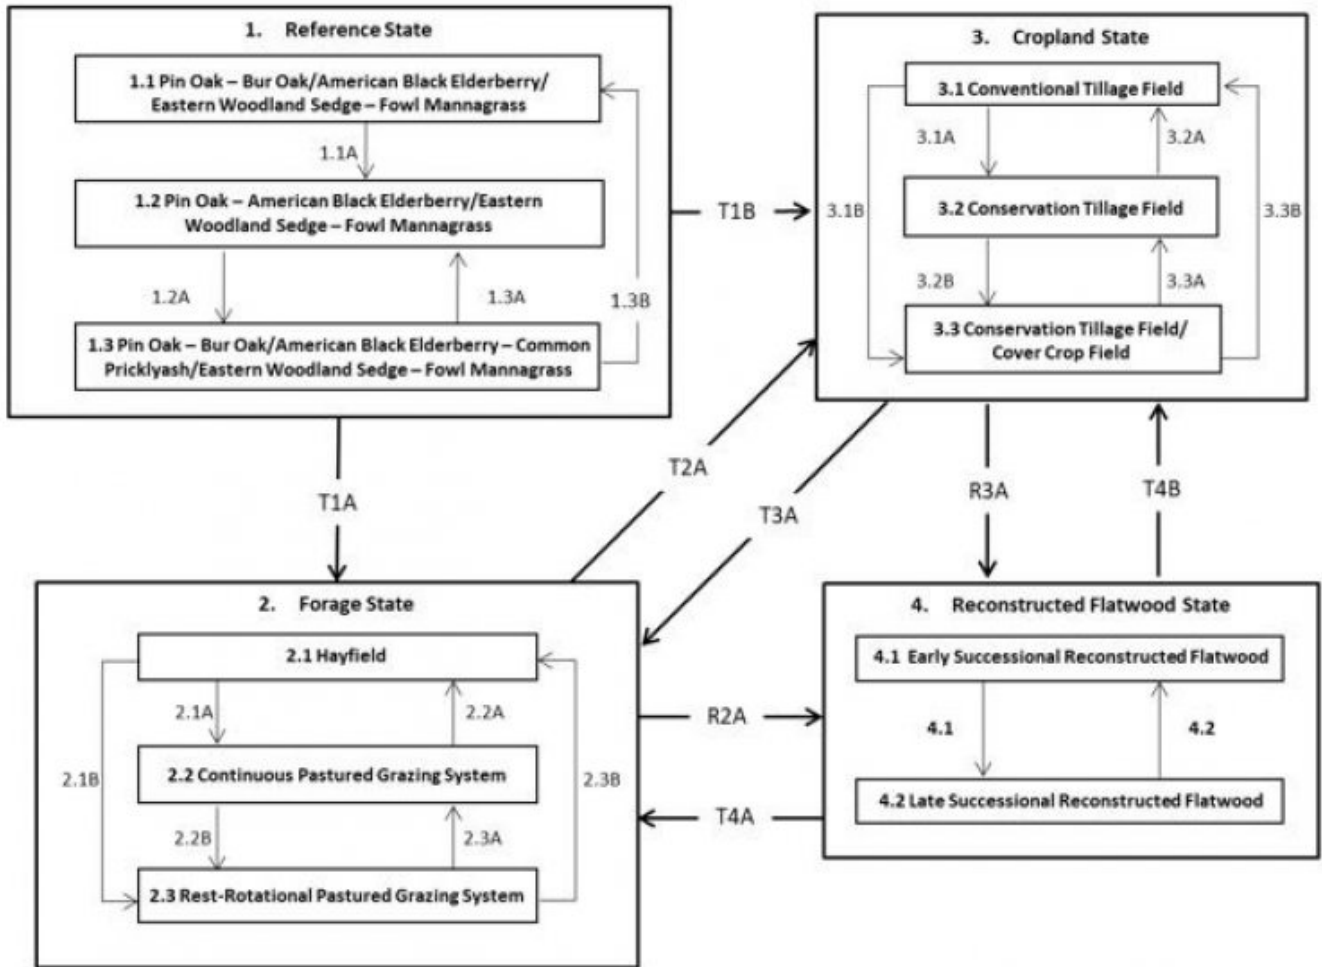 1. Reference State
1.1 Pin Oak – Bur Oak/American Black Elderberry/
Eastern Woodland Sedge – Fowl Mannagrass
1.1A
1.2 Pin Oak – American Black Elderberry/Eastern
Woodland Sedge – Fowl Mannagrass
1.2A
1.3A
1.3B
1.3 Pin Oak – Bur Oak/American Black Elderberry – Common
Pricklyash/Eastern Woodland Sedge – Fowl Mannagrass
T1B
3. Cropland State
3.1 Conventional Tillage Field
3.1A
3.2A
3.1B
3.2 Conservation Tillage Field
3.3B
3.2B
3.3A
3.3 Conservation Tillage Field/
Cover Crop Field
T1A
T2A
T3A
R3A
T4B
2. Forage State
2.1 Hayfield
2.1A
2.2A
2.1B
2.2 Continuous Pastured Grazing System
2.3B
2.2B
2.3A
2.3 Rest-Rotational Pastured Grazing System
R2A
T4A
4. Reconstructed Flatwood State
4.1 Early Successional Reconstructed Flatwood
4.1
4.2
4.2 Late Successional Reconstructed Flatwood